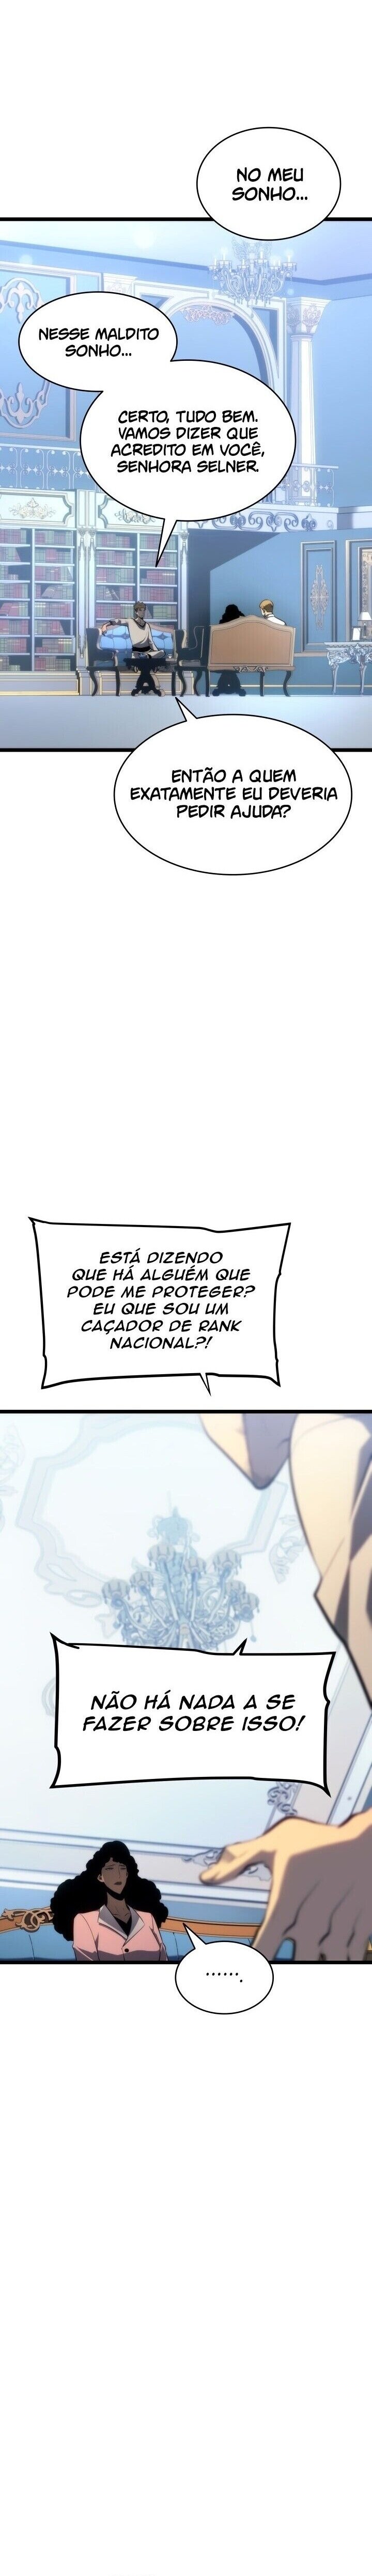 NO MEU
SONHO...
NESSE MALDITO
SONHO...
CERTO, TUDO BEM.
VAMOS DIZER QUE
ACREDITO EM VOCÊ,
SENHORA SELNER.
ENTÃO A QUEM
EXATAMENTE EU DEVERIA
PEDIR AJUDA?
ESTÁ DIZENDO
QUE HÁ ALGUÉM QUE
PODE ME PROTEGER?
EU QUE SOU UM
CAÇADOR DE RANK
NACIONAL?!
NÃO HÁ NADA A SE
FAZER SOBRE ISSO!
.......